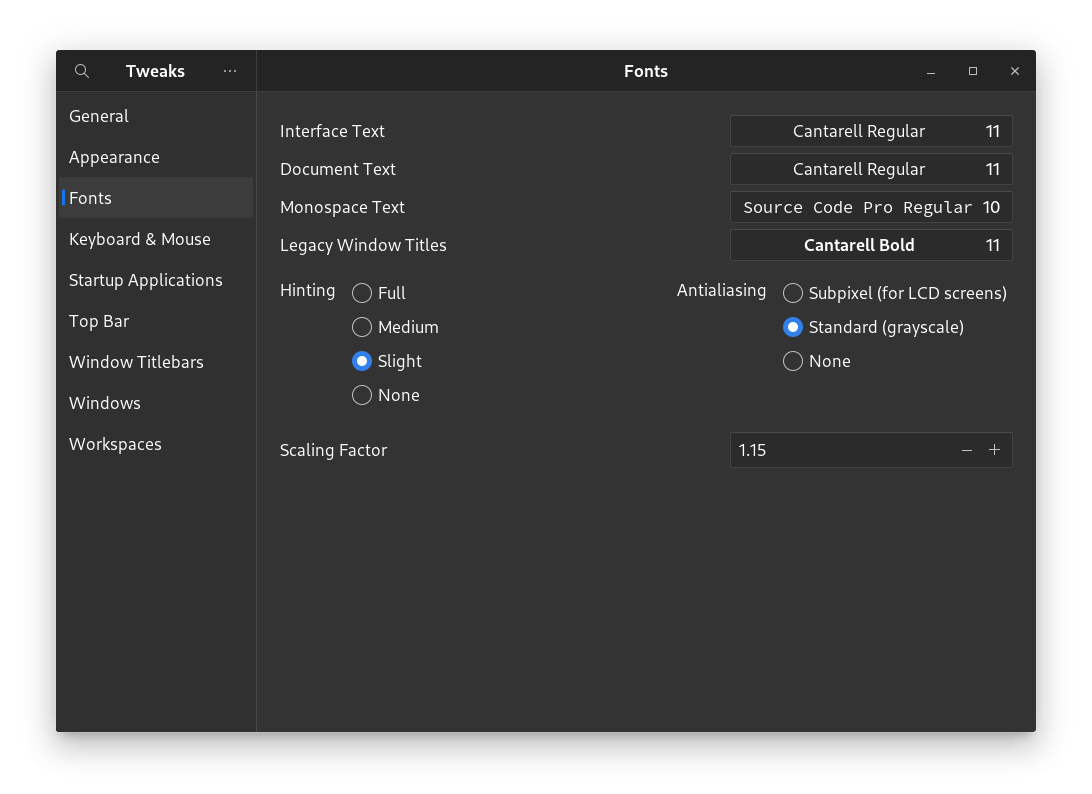 Tweaks
Fonts
General
Appearance
Fonts
Keyboard & Mouse
Startup Applications
Top Bar
Window Titlebars
Windows
Workspaces
Interface Text Cantarell Regular 11
Document Text Cantarell Regular 11
Monospace Text Source Code Pro Regular 10
Legacy Window Titles Cantarell Bold 11
Hinting
Full
Medium
Slight
None
Antialiasing
Subpixel (for LCD screens)
Standard (grayscale)
None
Scaling Factor 1.15